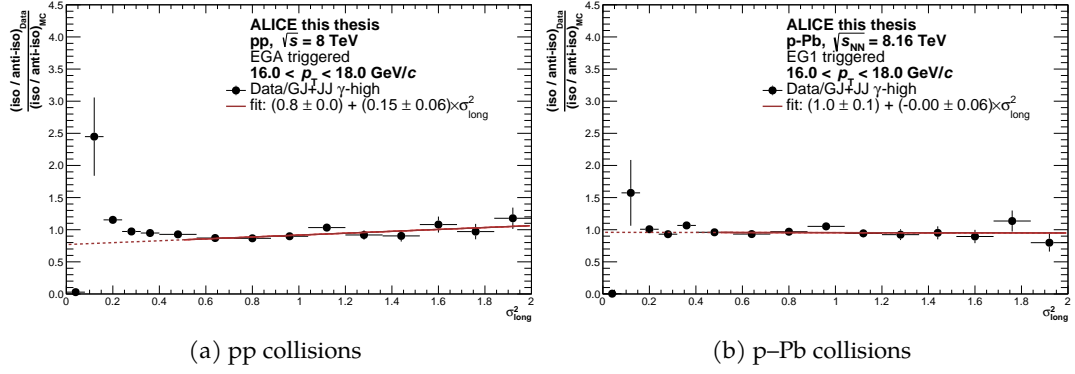 (iso / anti-iso)Data
(iso / anti-iso)MC
5.0
4.5
4.0
3.5
3.0
2.5
2.0
1.5
1.0
0.5
0.0
ALICE this thesis
pp, √s = 8 TeV
EGA triggered
16.0 < pT < 18.0 GeV/c
Data/GJ+JJ γ-high
fit: (0.8 ± 0.0) + (0.15 ± 0.06)×σ²long
0 0.2 0.4 0.6 0.8 1 1.2 1.4 1.6 1.8 2
σ²long
(a) pp collisions
(iso / anti-iso)Data
(iso / anti-iso)MC
5.0
4.5
4.0
3.5
3.0
2.5
2.0
1.5
1.0
0.5
0.0
ALICE this thesis
p-Pb, √sNN = 8.16 TeV
EG1 triggered
16.0 < pT < 18.0 GeV/c
Data/GJ+JJ γ-high
fit: (1.0 ± 0.1) + (-0.00 ± 0.06)×σ²long
0 0.2 0.4 0.6 0.8 1 1.2 1.4 1.6 1.8 2
σ²long
(b) p–Pb collisions